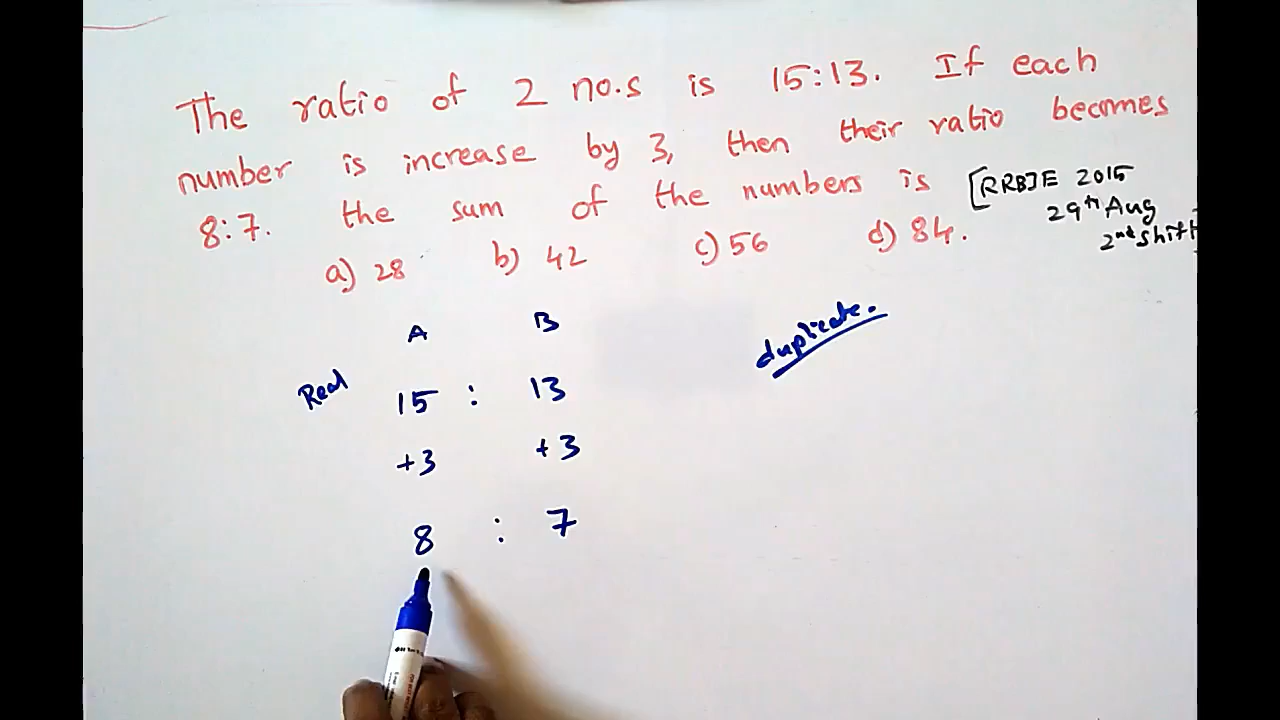 The ratio of 2 no.s is 15:13. If each
number is increase by 3, then their ratio becomes
8:7. the sum of the numbers is [RRBJE 2015
29th Aug
2nd shift]
a) 28 b) 42 c) 56 d) 84.
A B
duplicate.
Real 15 : 13
+3 +3
8 : 7